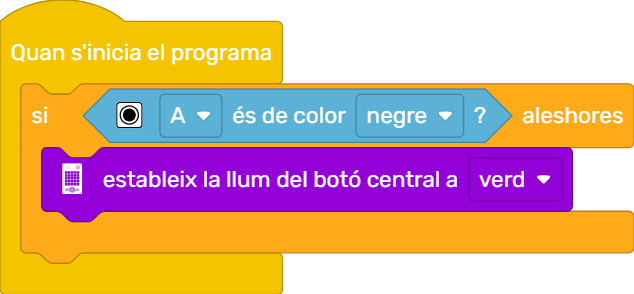 Quan s'inicia el programa
si A és de color negre ? aleshores
estableix la llum del botó central a verd